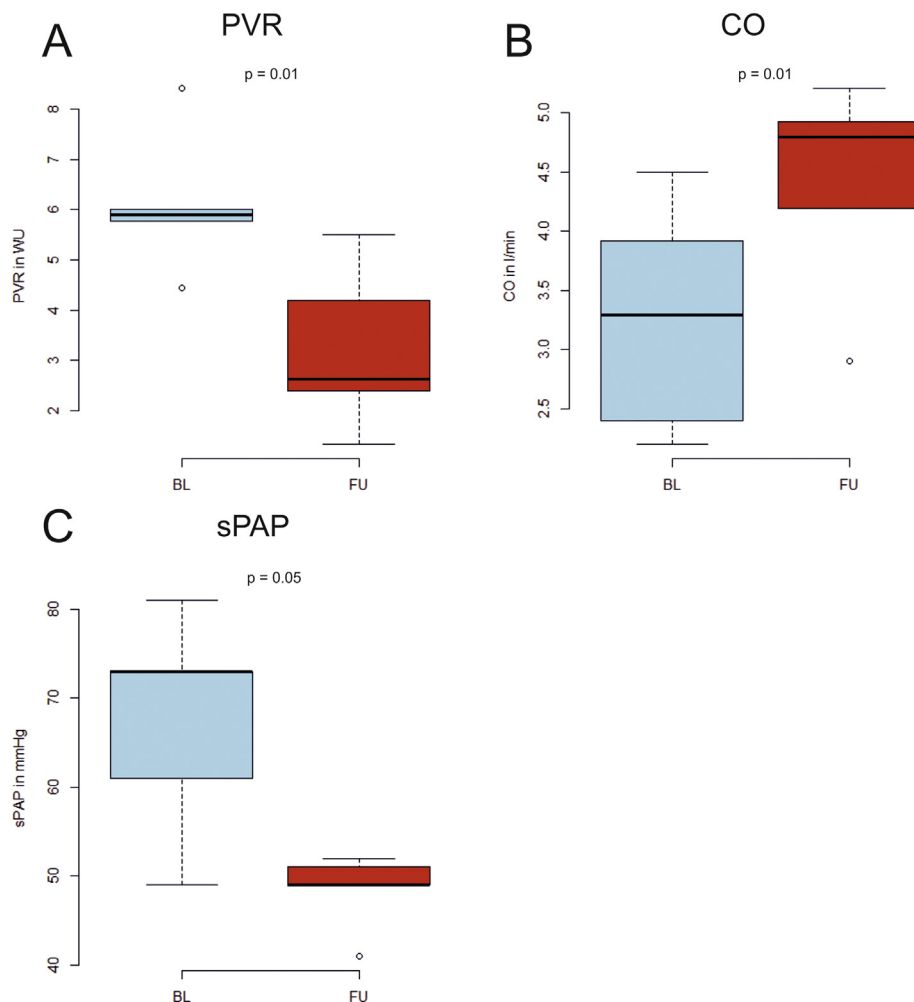 A
PVR
p = 0.01
PVR in WU
8
7
6
5
4
3
2
BL
FU
B
CO
p = 0.01
CO in l/min
5.0
4.5
4.0
3.5
3.0
2.5
BL
FU
C
sPAP
p = 0.05
sPAP in mmHg
80
70
60
50
40
BL
FU